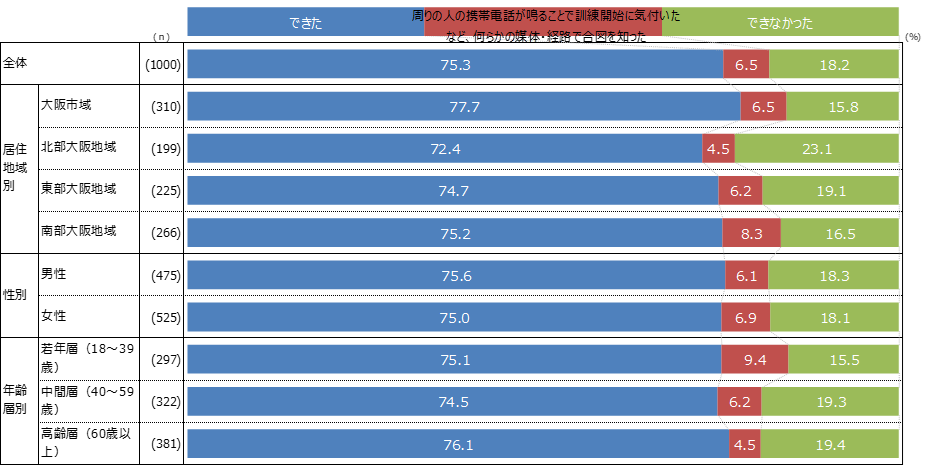 できた
周りの人の携帯電話が鳴ることで訓練開始に気付いた
など、何らかの媒体・経路で合図を知った
できなかった
(n)
(%)
全体
(1000)
75.3
6.5
18.2
居住
地域
別
大阪市域
(310)
77.7
6.5
15.8
北部大阪地域
(199)
72.4
4.5
23.1
東部大阪地域
(225)
74.7
6.2
19.1
南部大阪地域
(266)
75.2
8.3
16.5
性別
男性
(475)
75.6
6.1
18.3
女性
(525)
75.0
6.9
18.1
年齢
層別
若年層（18～39
歳）
(297)
75.1
9.4
15.5
中間層（40～59
歳）
(322)
74.5
6.2
19.3
高齢層（60歳以
上）
(381)
76.1
4.5
19.4